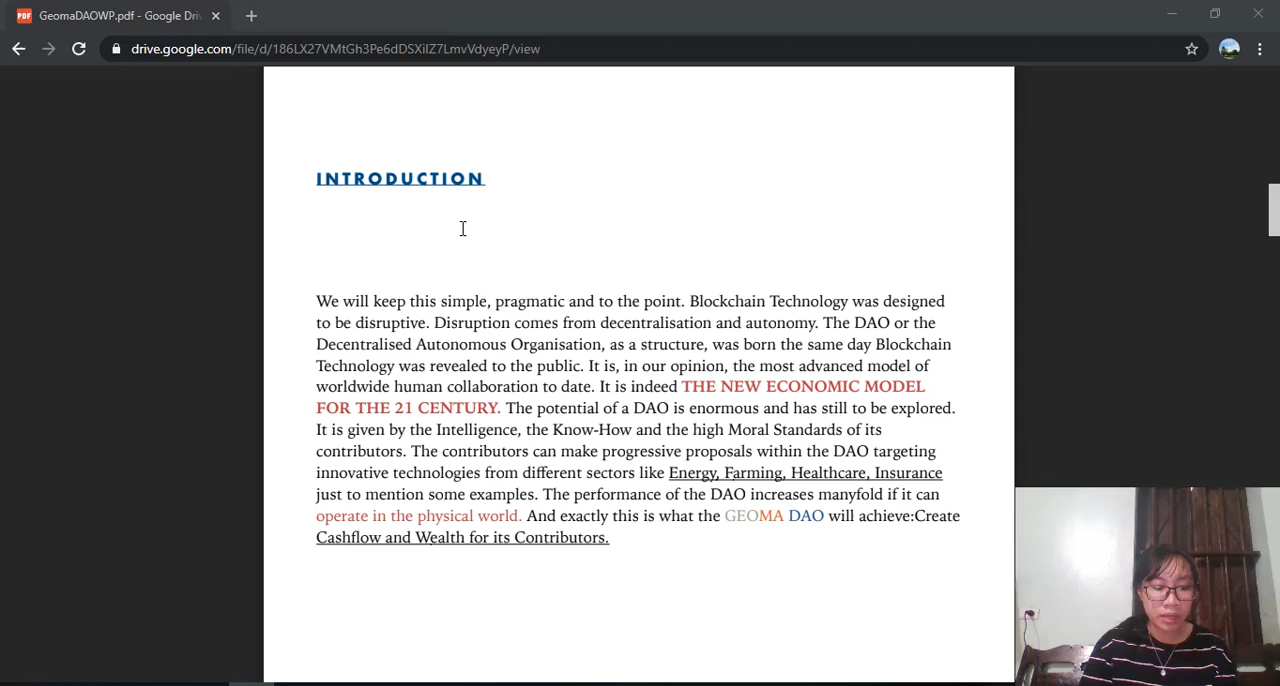 GeomaDAOWP.pdf - Google Driv
drive.google.com/file/d/186LX27VMtGh3Pe6dDSXiIZ7LmvVdyeyP/view
INTRODUCTION
We will keep this simple, pragmatic and to the point. Blockchain Technology was designed
to be disruptive. Disruption comes from decentralisation and autonomy. The DAO or the
Decentralised Autonomous Organisation, as a structure, was born the same day Blockchain
Technology was revealed to the public. It is, in our opinion, the most advanced model of
worldwide human collaboration to date. It is indeed THE NEW ECONOMIC MODEL
FOR THE 21 CENTURY. The potential of a DAO is enormous and has still to be explored.
It is given by the Intelligence, the Know-How and the high Moral Standards of its
contributors. The contributors can make progressive proposals within the DAO targeting
innovative technologies from different sectors like Energy, Farming, Healthcare, Insurance
just to mention some examples. The performance of the DAO increases manyfold if it can
operate in the physical world. And exactly this is what the GEOMA DAO will achieve:Create
Cashflow and Wealth for its Contributors.